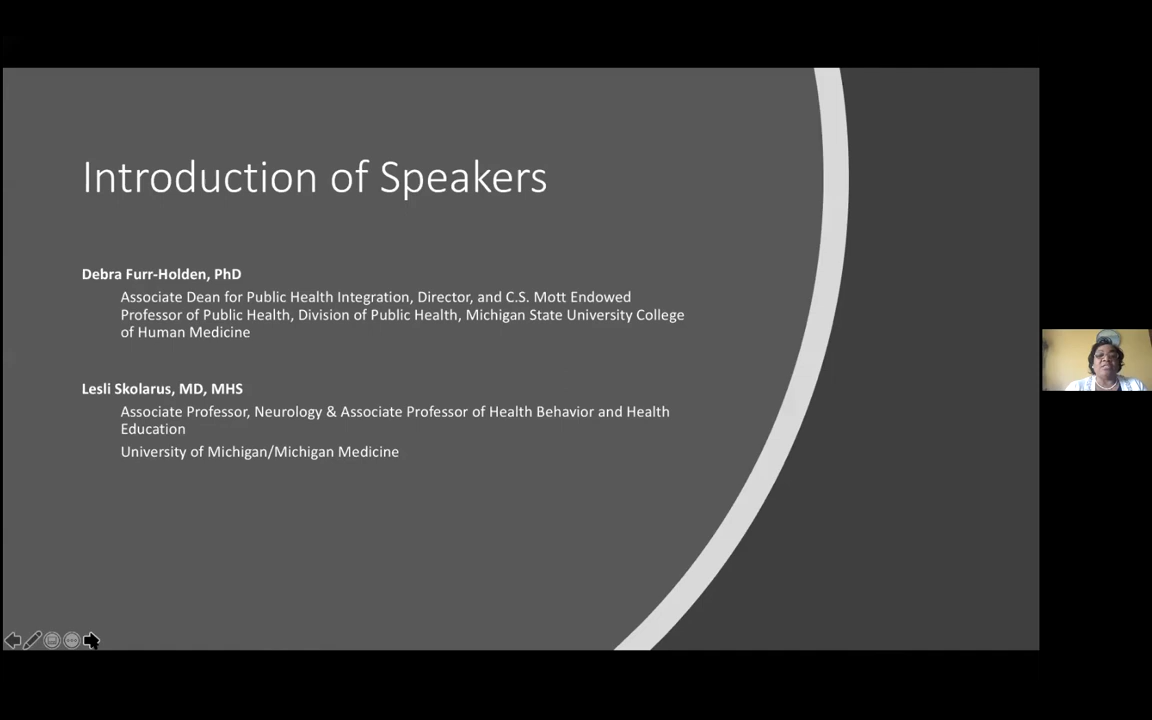 Introduction of Speakers
Debra Furr-Holden, PhD
Associate Dean for Public Health Integration, Director, and C.S. Mott Endowed
Professor of Public Health, Division of Public Health, Michigan State University College
of Human Medicine
Lesli Skolarus, MD, MHS
Associate Professor, Neurology & Associate Professor of Health Behavior and Health
Education
University of Michigan/Michigan Medicine